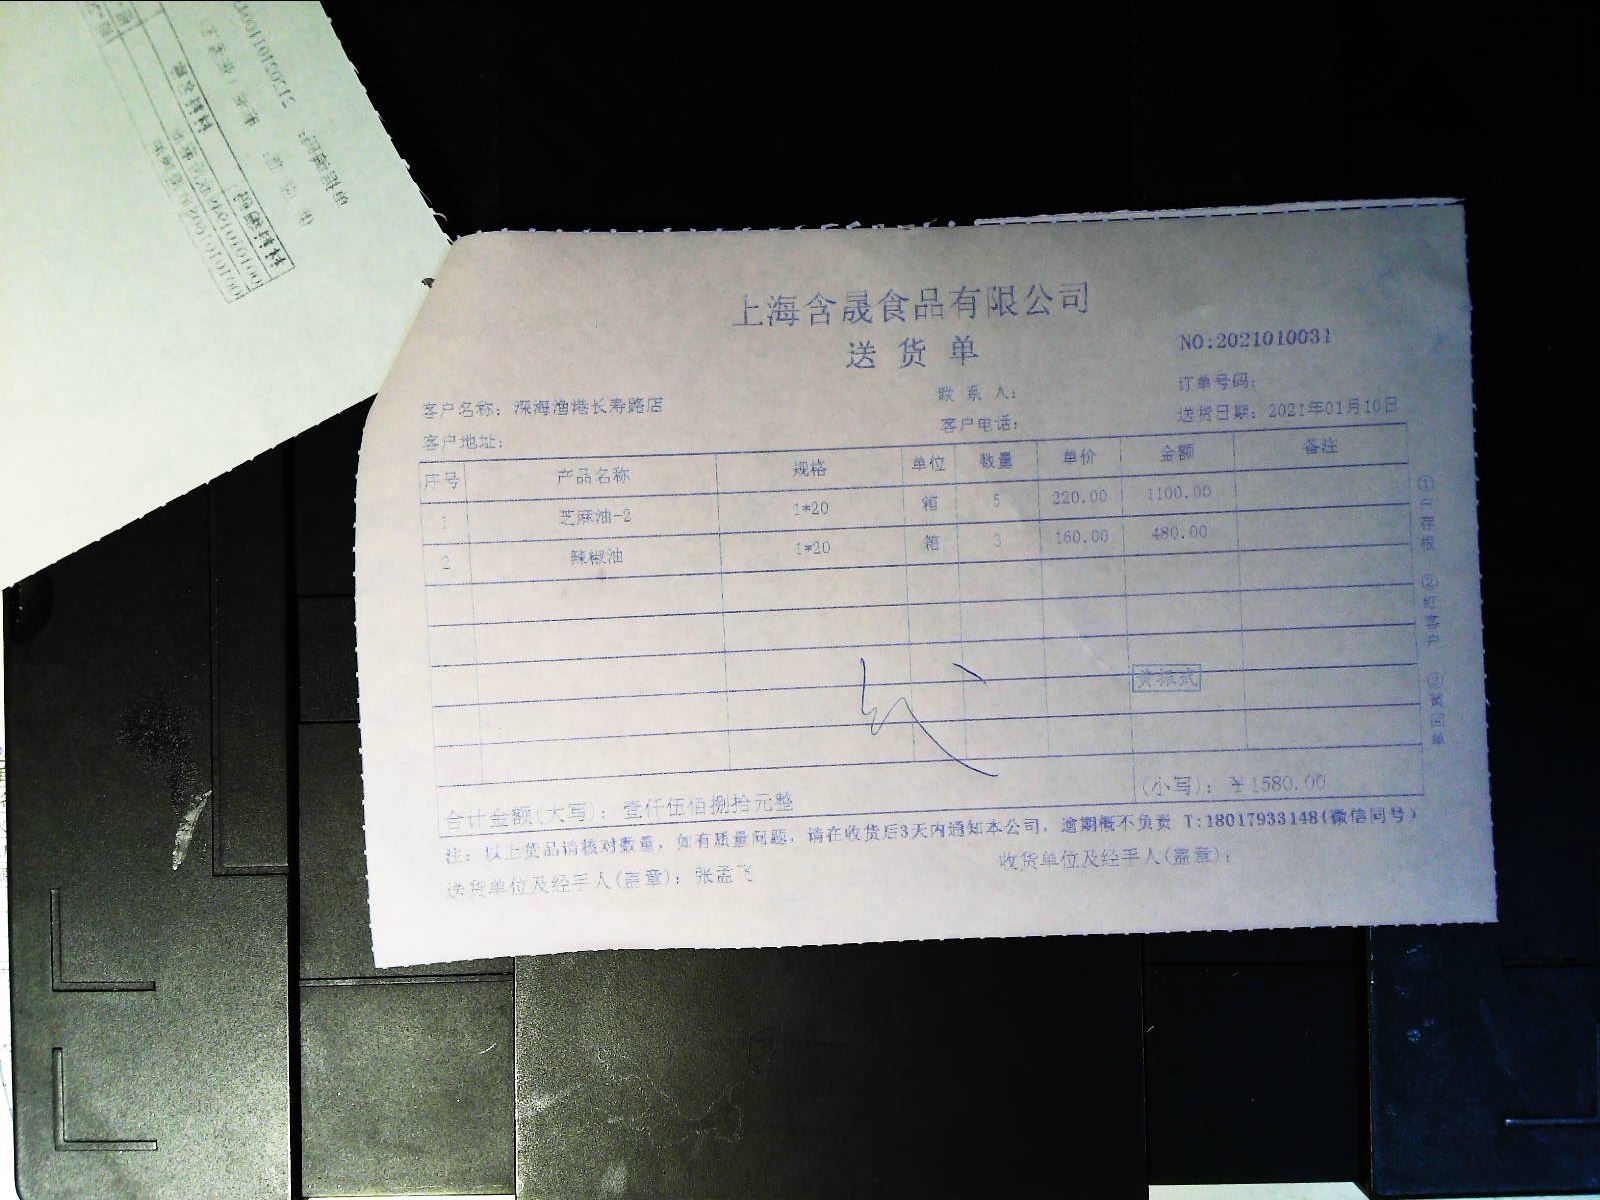 上海含晟食品有限公司
送货单
NO:2021010031
客户名称：深海渔港长寿路店 联系人： 订单号码：
客户地址： 客户电话： 送货日期：2021年01月10日
序号 产品名称 规格 单位 数量 单价 金额 备注
1 芝麻油-2 1*20 箱 5 220.00 1100.00
2 辣椒油 1*20 箱 3 160.00 480.00
黄振武
合计金额(大写)：壹仟伍佰捌拾元整 (小写)：￥1580.00
注：以上货品请核对数量，如有质量问题，请在收货后3天内通知本公司，逾期概不负责 T:18017933148(微信同号)
送货单位及经手人(盖章)：张孟飞 收货单位及经手人(盖章)：
①白存根 ②红客户 ③黄回单